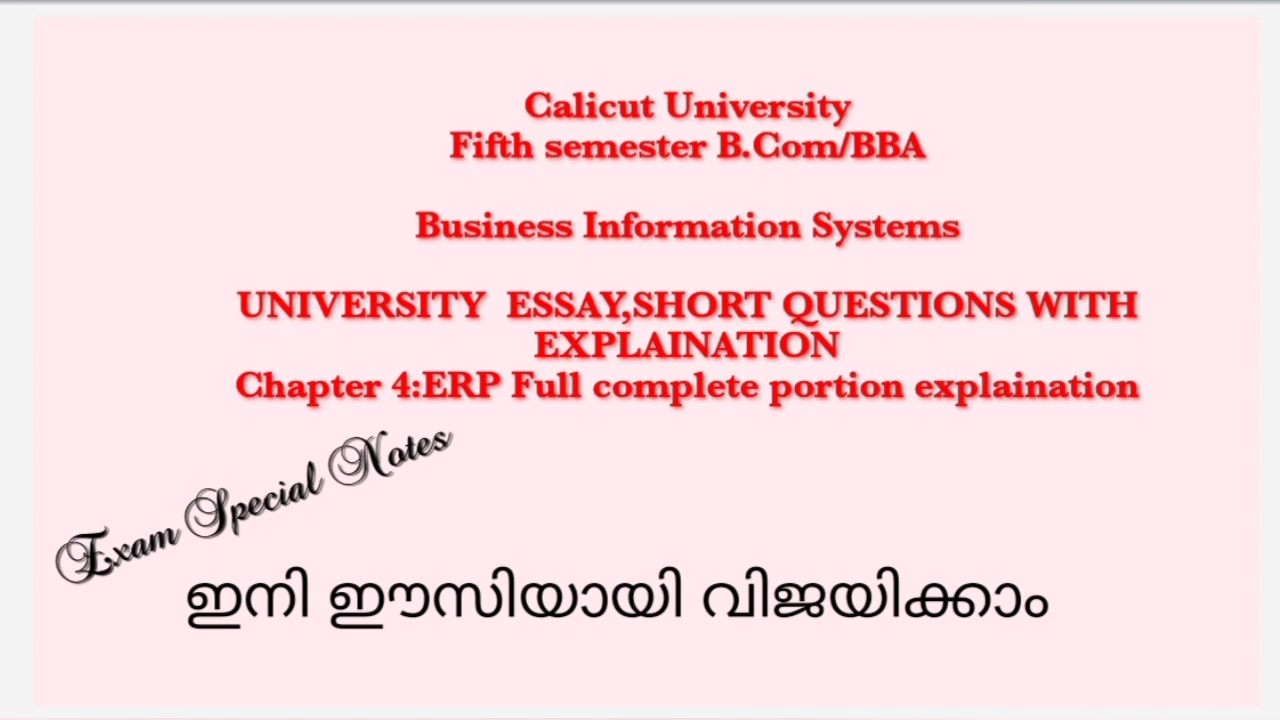 Calicut University
Fifth semester B.Com/BBA
Business Information Systems
UNIVERSITY ESSAY,SHORT QUESTIONS WITH
EXPLAINATION
Chapter 4:ERP Full complete portion explaination
Exam Special Notes
ഇനി ഈസിയായി വിജയിക്കാം